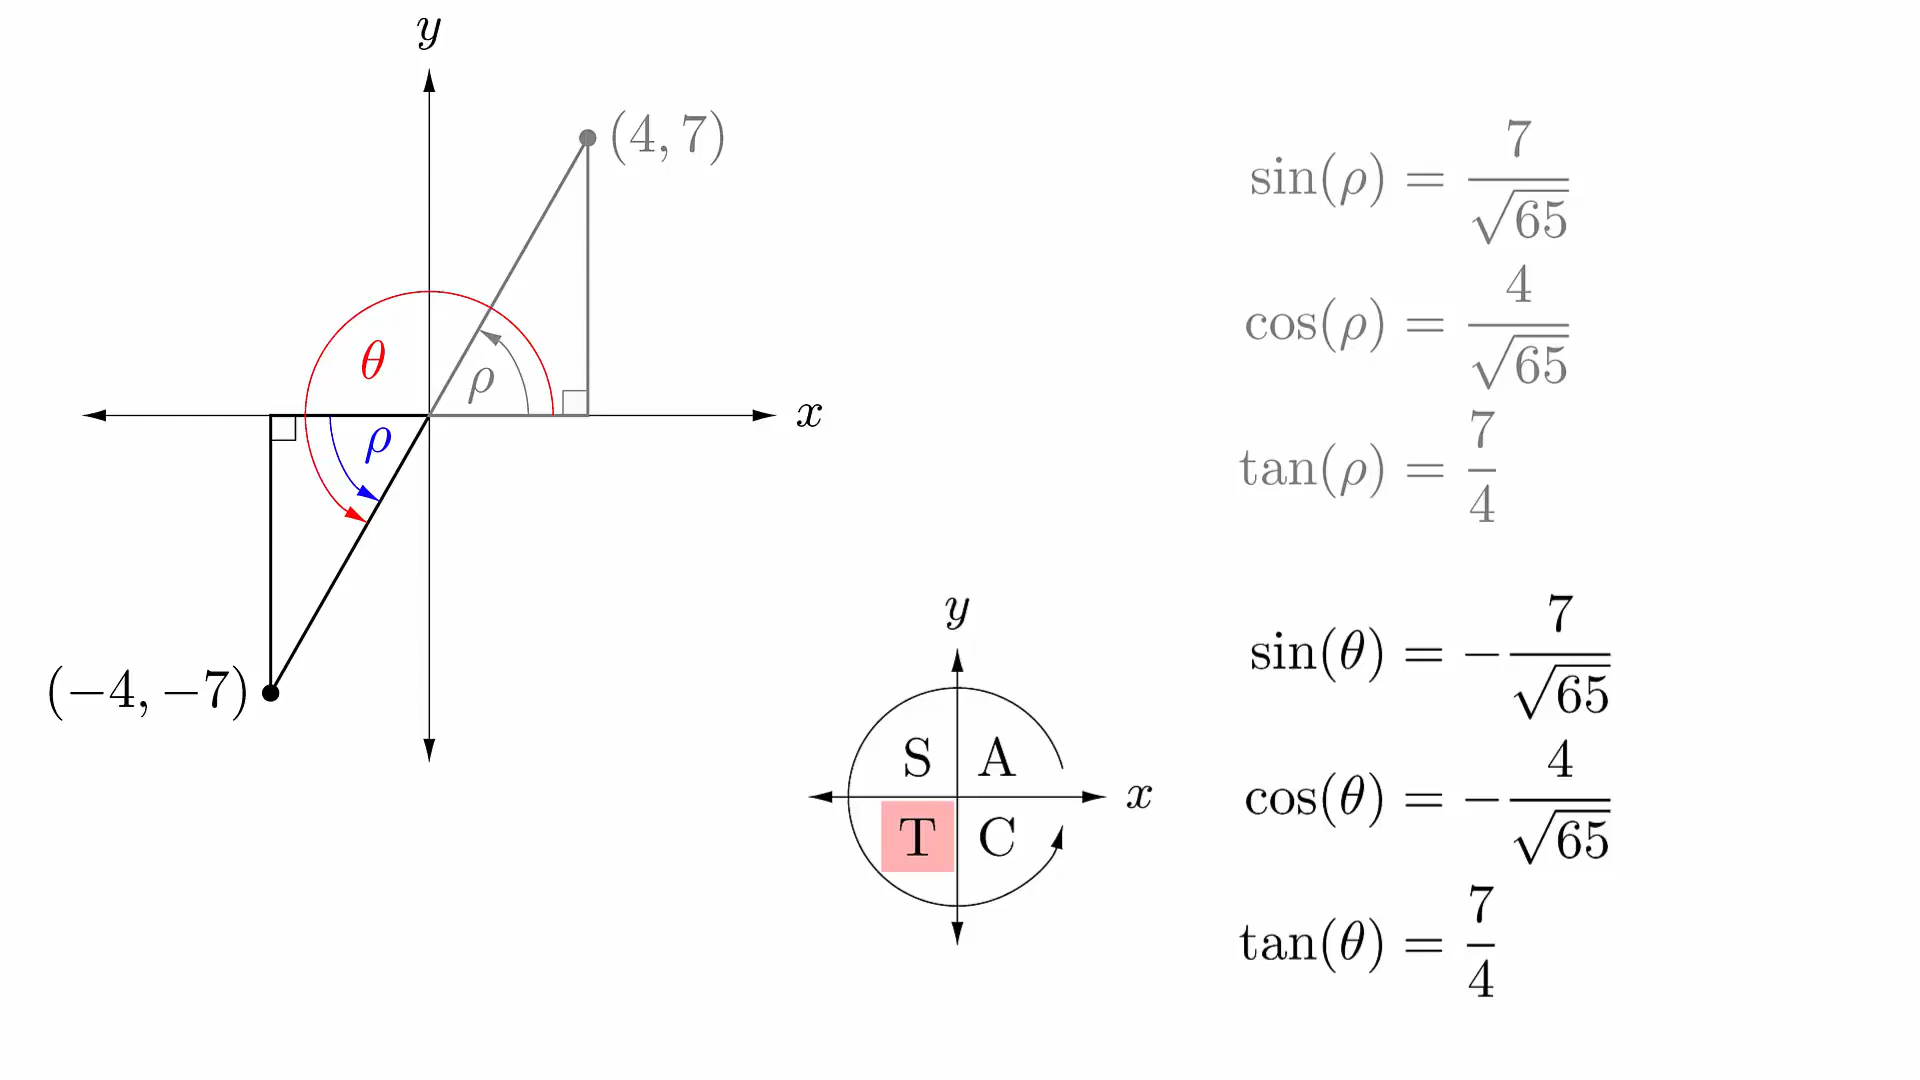 y
(4, 7)
θ
ρ
x
ρ
(−4, −7)
sin(ρ) = 7/√65
cos(ρ) = 4/√65
tan(ρ) = 7/4
y
S A
x
T C
sin(θ) = −7/√65
cos(θ) = −4/√65
tan(θ) = 7/4